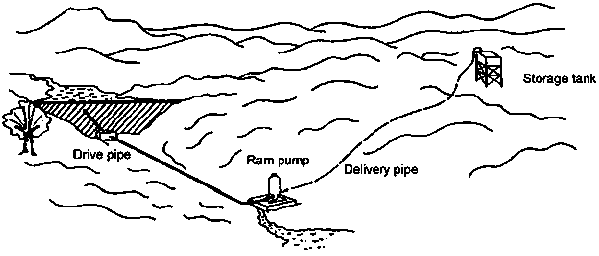 Storage tank
Drive pipe
Ram pump
Delivery pipe